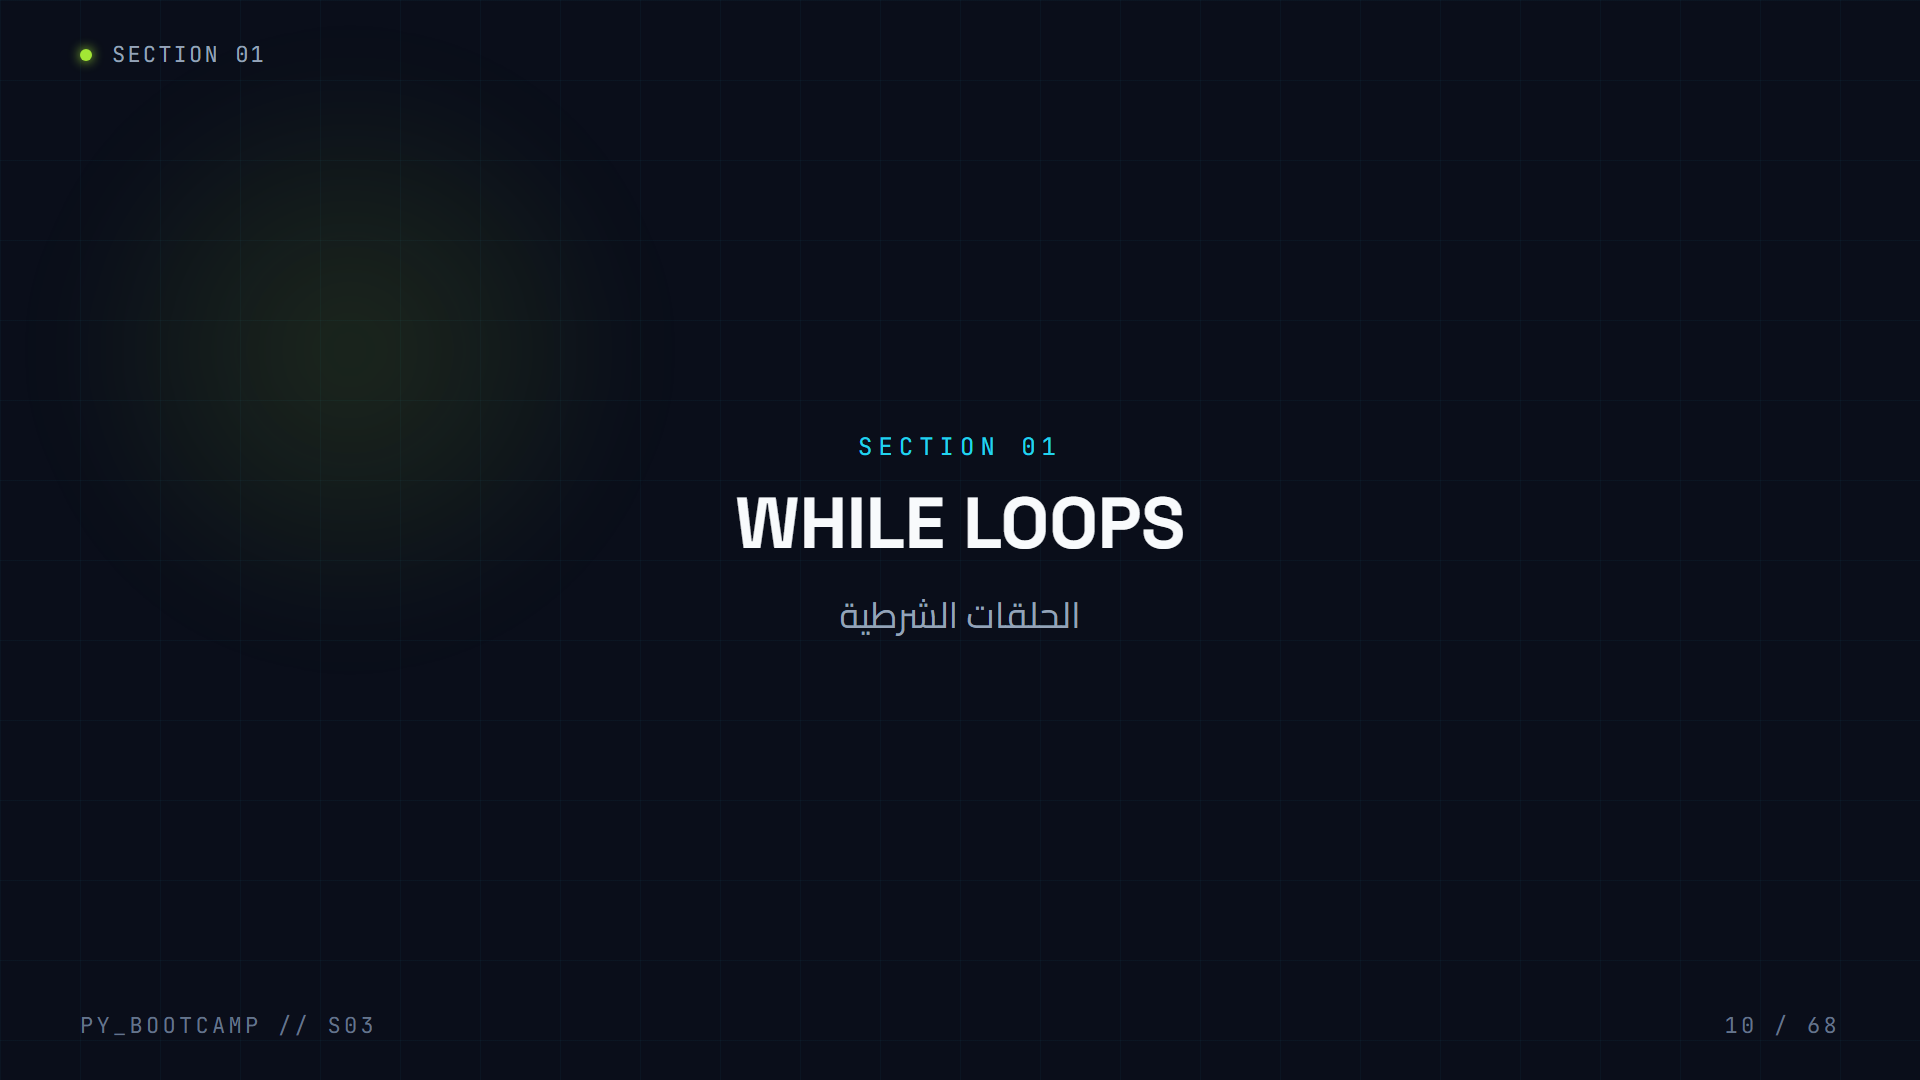 SECTION 01
SECTION 01
WHILE LOOPS
الحلقات الشرطية
PY_BOOTCAMP // S03
10 / 68